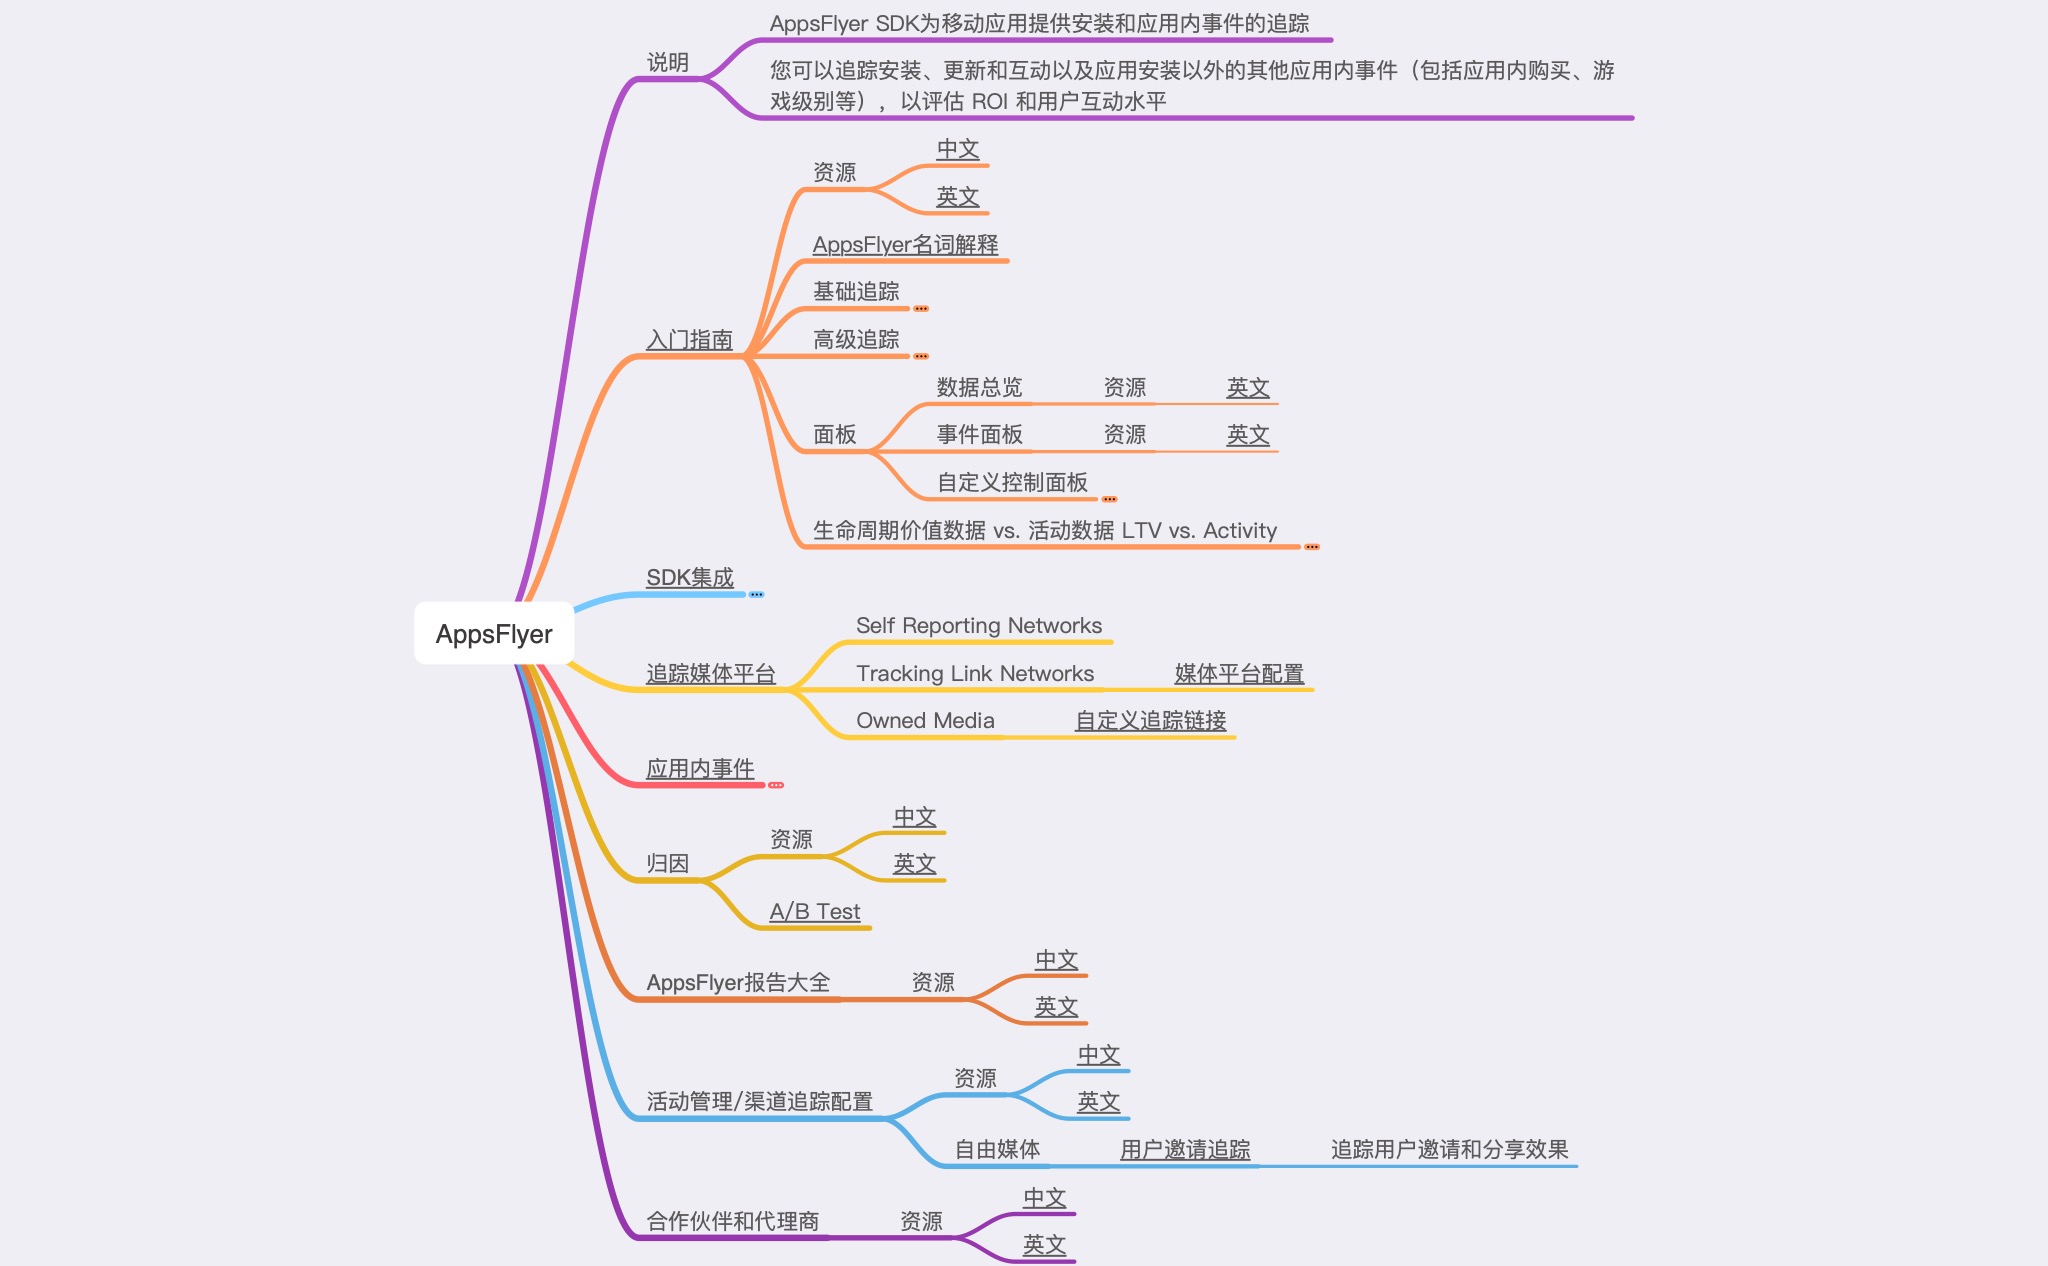 AppsFlyer SDK为移动应用提供安装和应用内事件的追踪
说明
您可以追踪安装、更新和互动以及应用安装以外的其他应用内事件（包括应用内购买、游
戏级别等），以评估 ROI 和用户互动水平
中文
资源
英文
AppsFlyer名词解释
基础追踪
入门指南
高级追踪
数据总览 资源 英文
面板
事件面板 资源 英文
自定义控制面板
生命周期价值数据 vs. 活动数据 LTV vs. Activity
SDK集成
AppsFlyer
Self Reporting Networks
追踪媒体平台
Tracking Link Networks 媒体平台配置
Owned Media 自定义追踪链接
应用内事件
中文
资源
归因
英文
A/B Test
中文
AppsFlyer报告大全 资源
英文
中文
资源
活动管理/渠道追踪配置
英文
自由媒体 用户邀请追踪 追踪用户邀请和分享效果
中文
合作伙伴和代理商 资源
英文